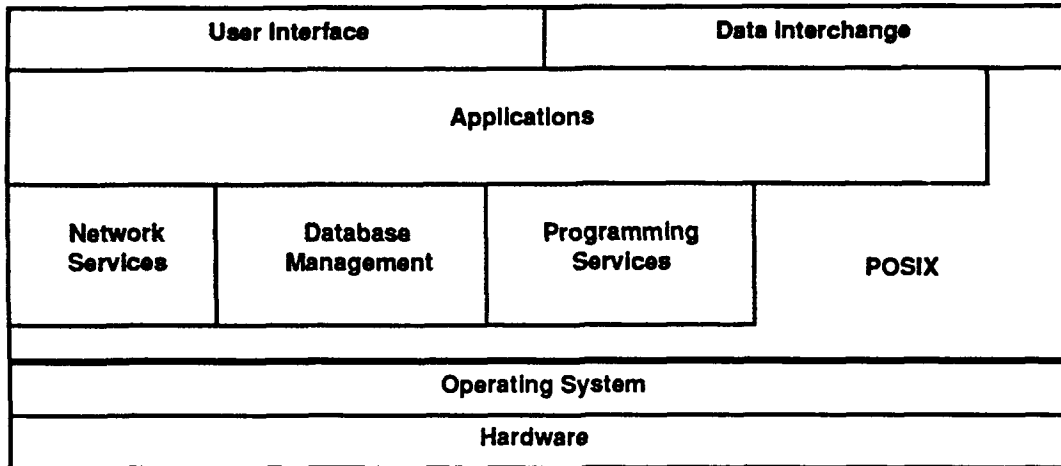 User Interface
Data Interchange
Applications
Network
Services
Database
Management
Programming
Services
POSIX
Operating System
Hardware